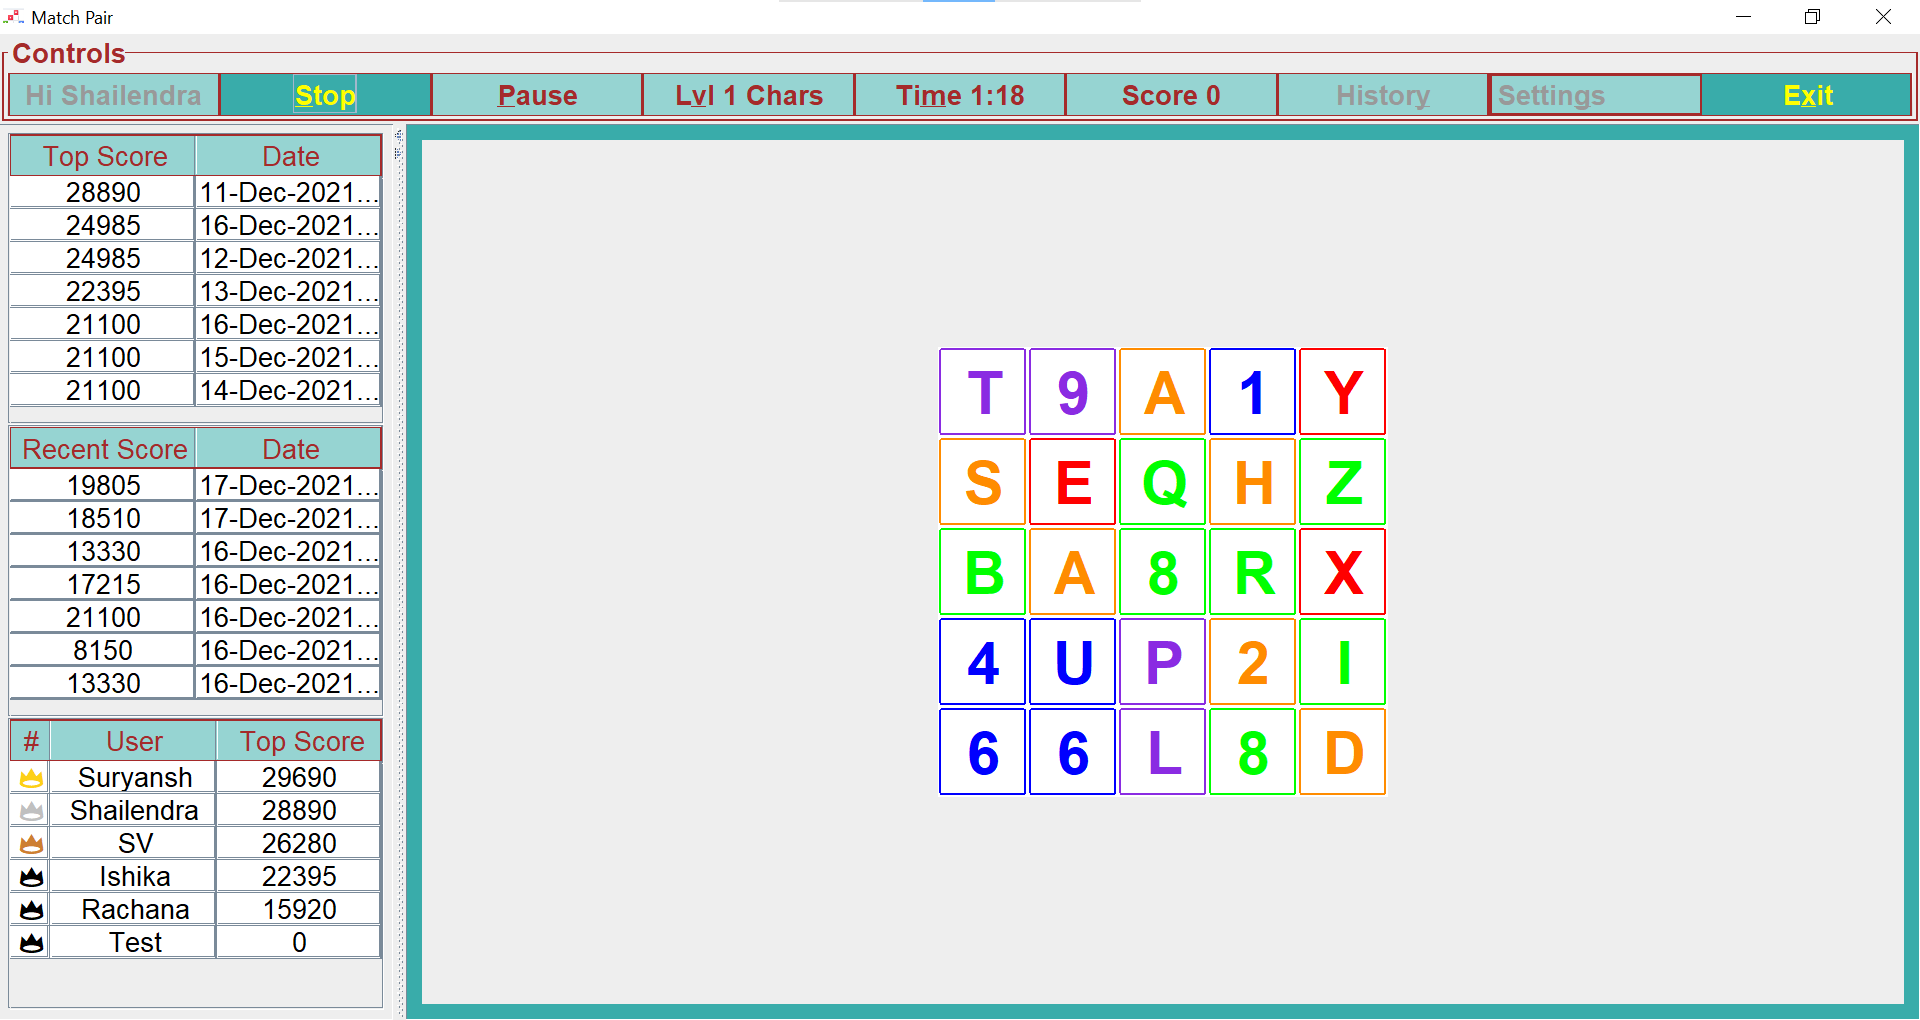 Match Pair
Controls
Hi Shailendra Stop Pause Lvl 1 Chars Time 1:18 Score 0 History Settings Exit
Top Score Date
28890 11-Dec-2021...
24985 16-Dec-2021...
24985 12-Dec-2021...
22395 13-Dec-2021...
21100 16-Dec-2021...
21100 15-Dec-2021...
21100 14-Dec-2021...
Recent Score Date
19805 17-Dec-2021...
18510 17-Dec-2021...
13330 16-Dec-2021...
17215 16-Dec-2021...
21100 16-Dec-2021...
8150 16-Dec-2021...
13330 16-Dec-2021...
# User Top Score
Suryansh 29690
Shailendra 28890
SV 26280
Ishika 22395
Rachana 15920
Test 0
T 9 A 1 Y
S E Q H Z
B A 8 R X
4 U P 2 I
6 6 L 8 D